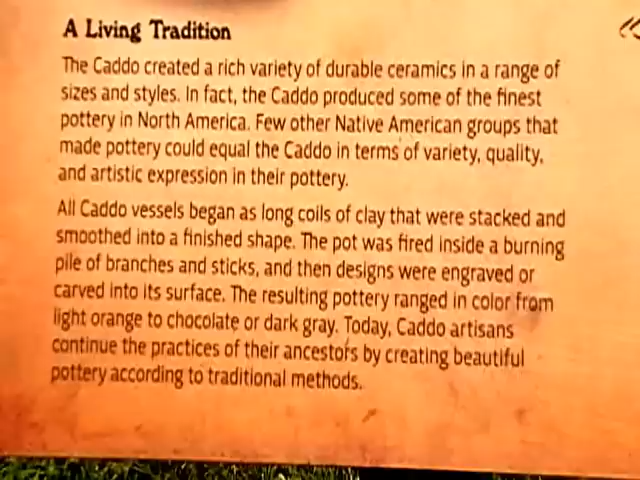 A Living Tradition
The Caddo created a rich variety of durable ceramics in a range of
sizes and styles. In fact, the Caddo produced some of the finest
pottery in North America. Few other Native American groups that
made pottery could equal the Caddo in terms of variety, quality,
and artistic expression in their pottery.
All Caddo vessels began as long coils of clay that were stacked and
smoothed into a finished shape. The pot was fired inside a burning
pile of branches and sticks, and then designs were engraved or
carved into its surface. The resulting pottery ranged in color from
light orange to chocolate or dark gray. Today, Caddo artisans
continue the practices of their ancestors by creating beautiful
pottery according to traditional methods.